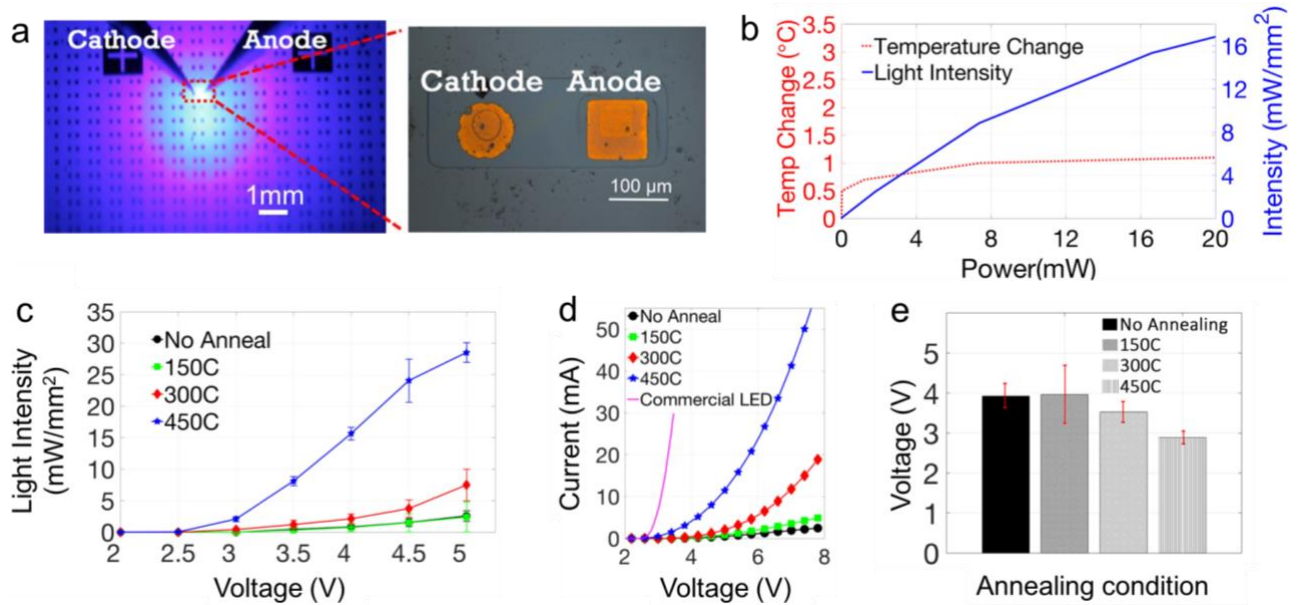 a
Cathode
Anode
1mm
Cathode
Anode
100 µm
b
Temperature Change
Light Intensity
Temp Change (°C)
3.5
3
2.5
2
1.5
1
0.5
0
Intensity (mW/mm²)
16
12
8
4
0
0 4 8 12 16 20
Power(mW)
c
Light Intensity
(mW/mm²)
35
30
25
20
15
10
5
0
No Anneal
150C
300C
450C
2 2.5 3 3.5 4 4.5 5
Voltage (V)
d
Current (mA)
50
40
30
20
10
0
No Anneal
150C
300C
450C
Commercial LED
2 4 6 8
V
e
Voltage (V)
5
4
3
2
1
0
No Annealing
150C
300C
450C
Annealing condition